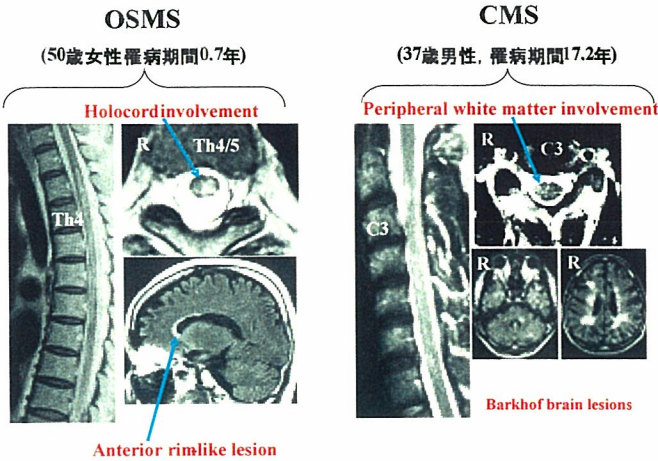 OSMS
(50歳女性罹病期間0.7年)
Holocordinvolvement
R
Th4/5
Th4
Anterior rimlike lesion
CMS
(37歳男性, 罹病期間17.2年)
Peripheral white matter involvement
R
C3
C3
R
R
Barkhof brain lesions